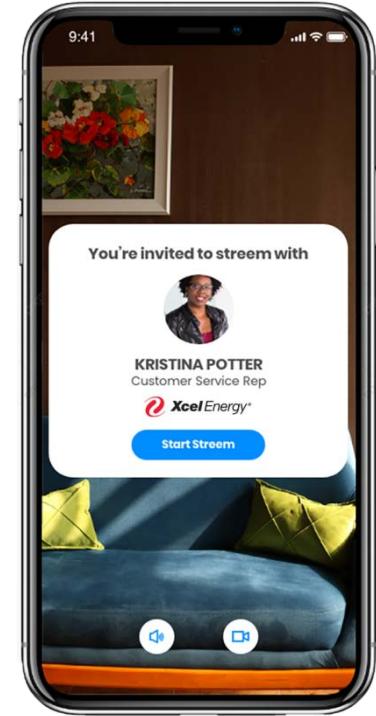 9:41
You're invited to streem with
KRISTINA POTTER
Customer Service Rep
Xcel Energy®
Start Streem